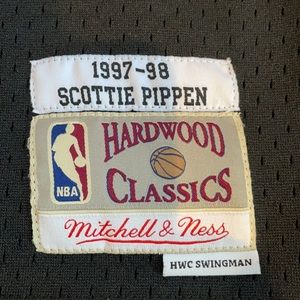 1997-98
SCOTTIE PIPPEN
HARDWOOD
CLASSICS
NBA
Mitchell & Ness
HWC SWINGMAN